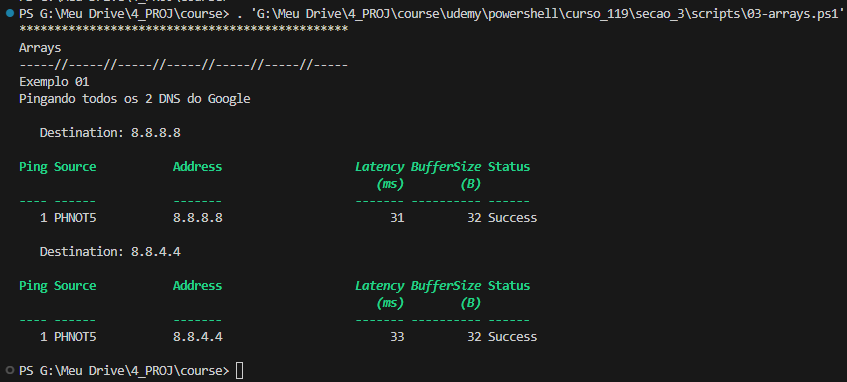 PS G:\Meu Drive\4_PROJ\course> . 'G:\Meu Drive\4_PROJ\course\udemy\powershell\curso_119\secao_3\scripts\03-arrays.ps1'
***********************************************
Arrays
-----//-----//-----//-----//-----//-----//-----
Exemplo 01
Pingando todos os 2 DNS do Google
Destination: 8.8.8.8
Ping Source Address Latency BufferSize Status
(ms) (B)
---- ------ ------- ------- ---------- ------
1 PHNOT5 8.8.8.8 31 32 Success
Destination: 8.8.4.4
Ping Source Address Latency BufferSize Status
(ms) (B)
---- ------ ------- ------- ---------- ------
1 PHNOT5 8.8.4.4 33 32 Success
PS G:\Meu Drive\4_PROJ\course>